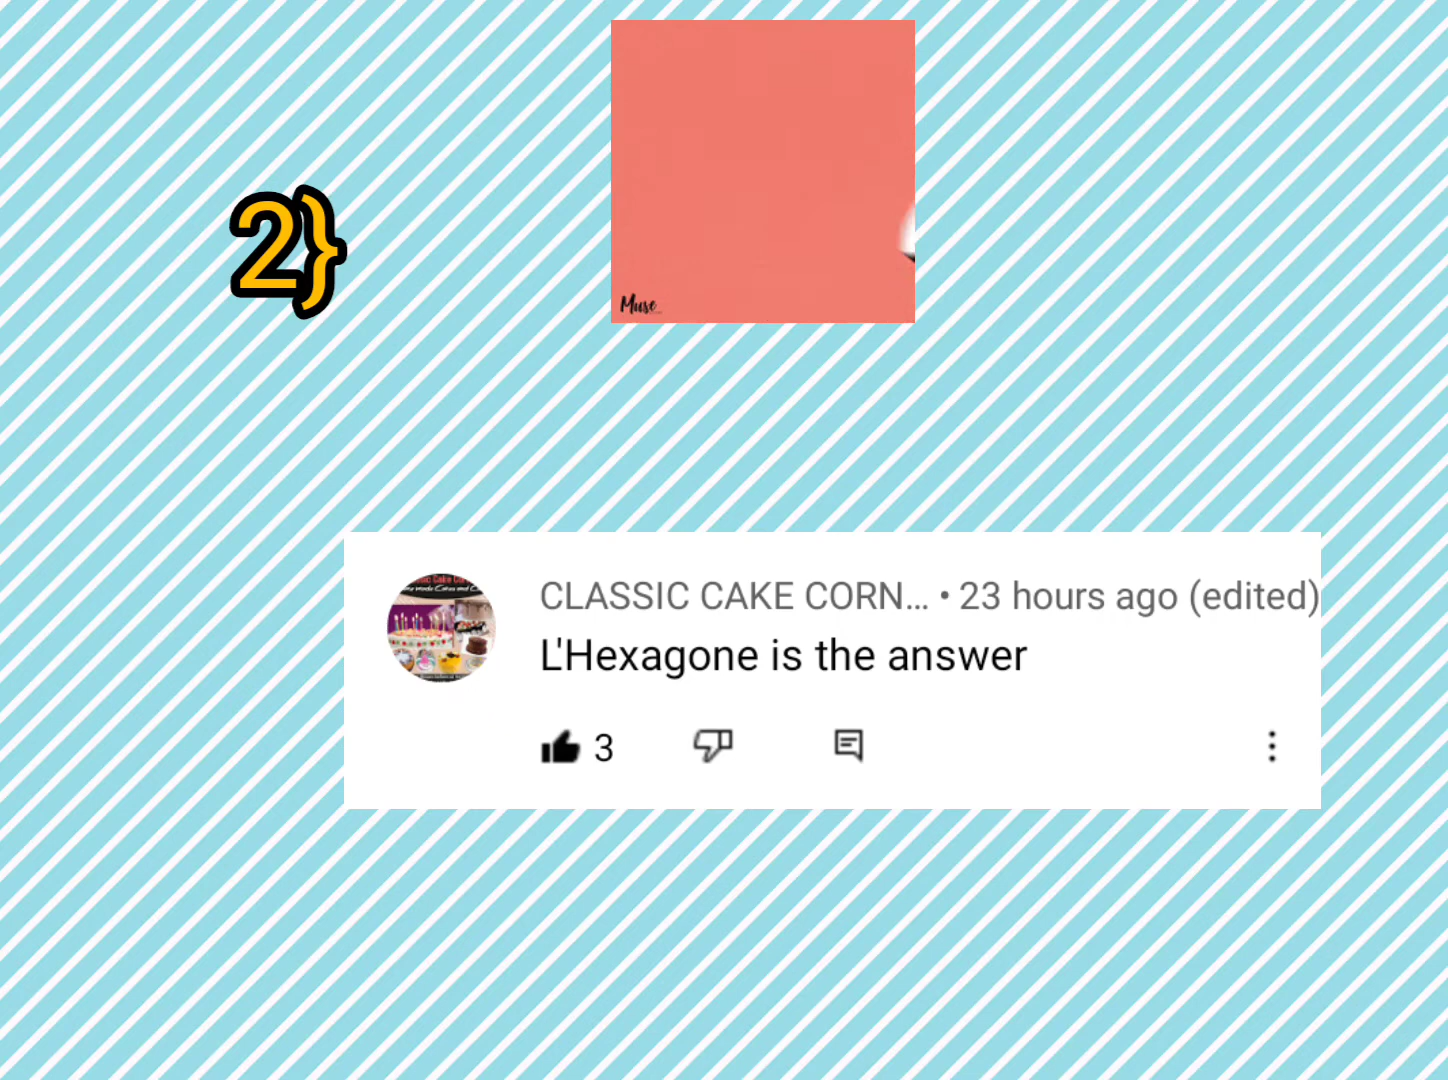 2}
Muse
CLASSIC CAKE CORN… • 23 hours ago (edited)
L'Hexagone is the answer
3